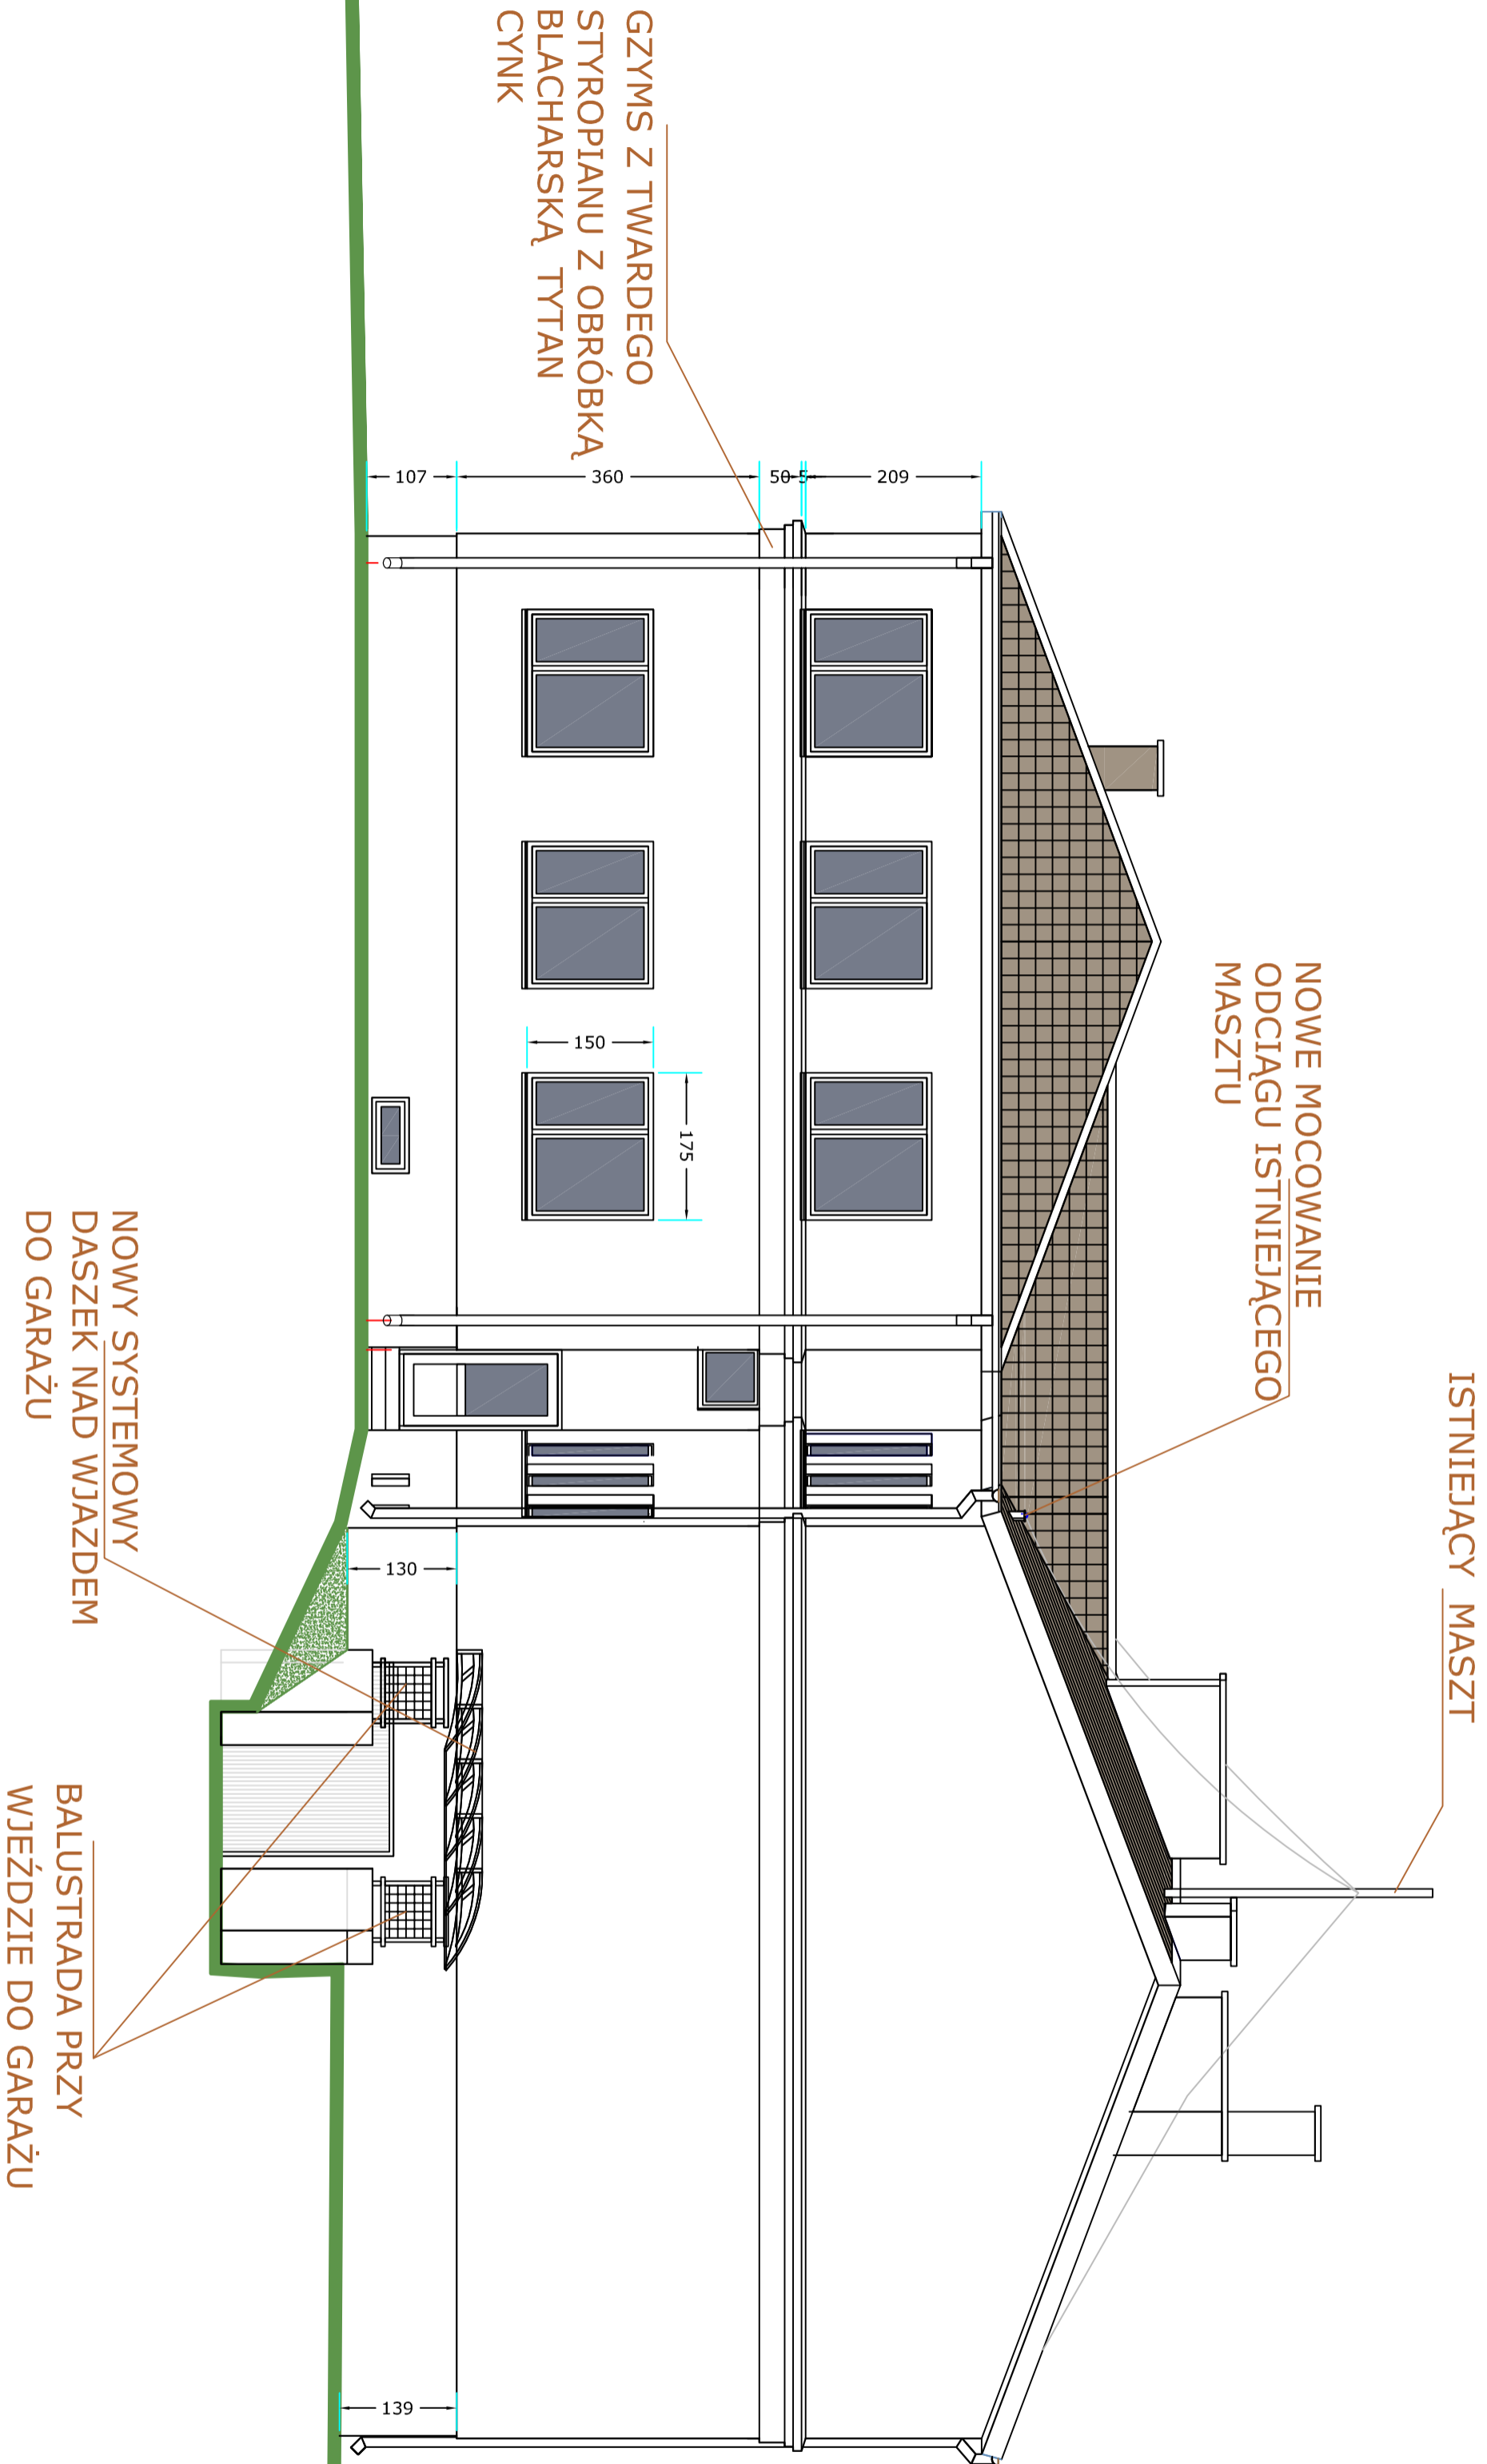 GZYMS Z TWARDEGO
STYROPIANU Z OBRÓBKĄ
BLACHARSKĄ TYTAN
CYNK
107
360
50
5
209
NOWE MOCOWANIE
ODCIĄGU ISTNIEJĄCEGO
MASZTU
150
175
ISTNIEJĄCY MASZT
NOWY SYSTEMOWY
DASZEK NAD WJAZDEM
DO GARAŻU
130
BALUSTRADA PRZY
WJEŹDZIE DO GARAŻU
139